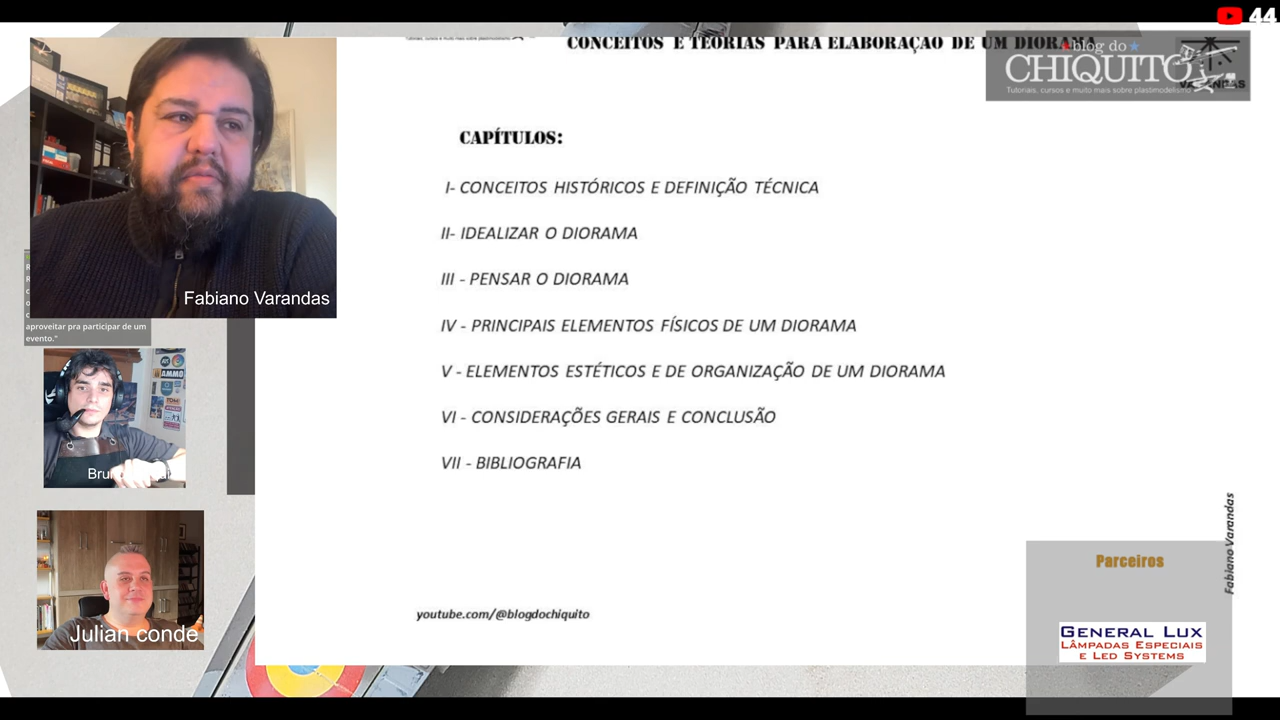 44
CONCEITOS E TEORIAS PARA ELABORAÇÃO DE UM DIORAMA
blog do
CHIQUITO
Tutoriais, cursos e muito mais sobre plastimodelismo
CAPÍTULOS:
I- CONCEITOS HISTÓRICOS E DEFINIÇÃO TÉCNICA
II- IDEALIZAR O DIORAMA
III - PENSAR O DIORAMA
IV - PRINCIPAIS ELEMENTOS FÍSICOS DE UM DIORAMA
V - ELEMENTOS ESTÉTICOS E DE ORGANIZAÇÃO DE UM DIORAMA
VI - CONSIDERAÇÕES GERAIS E CONCLUSÃO
VII - BIBLIOGRAFIA
youtube.com/@blogdochiquito
Fabiano Varandas
aproveitar pra participar de um
evento."
AMMO
Julian conde
Fabiano Varandas
Parceiros
GENERAL LUX
LÂMPADAS ESPECIAIS
E LED SYSTEMS